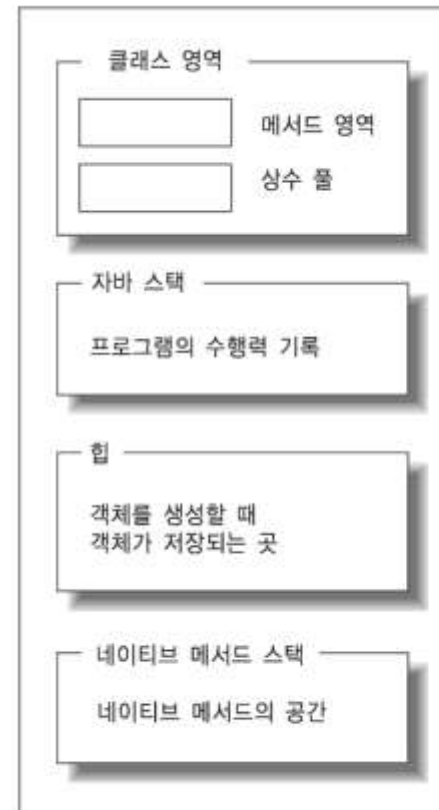 클래스 영역
메서드 영역
상수 풀
자바 스택
프로그램의 수행력 기록
힙
객체를 생성할 때
객체가 저장되는 곳
네이티브 메서드 스택
네이티브 메서드의 공간